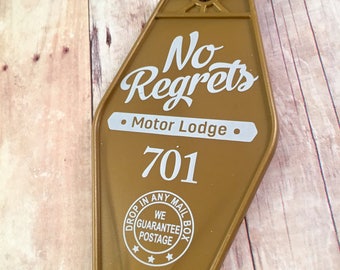 No
Regrets
• Motor Lodge •
701
DROP IN ANY MAIL BOX
WE
GUARANTEE
POSTAGE